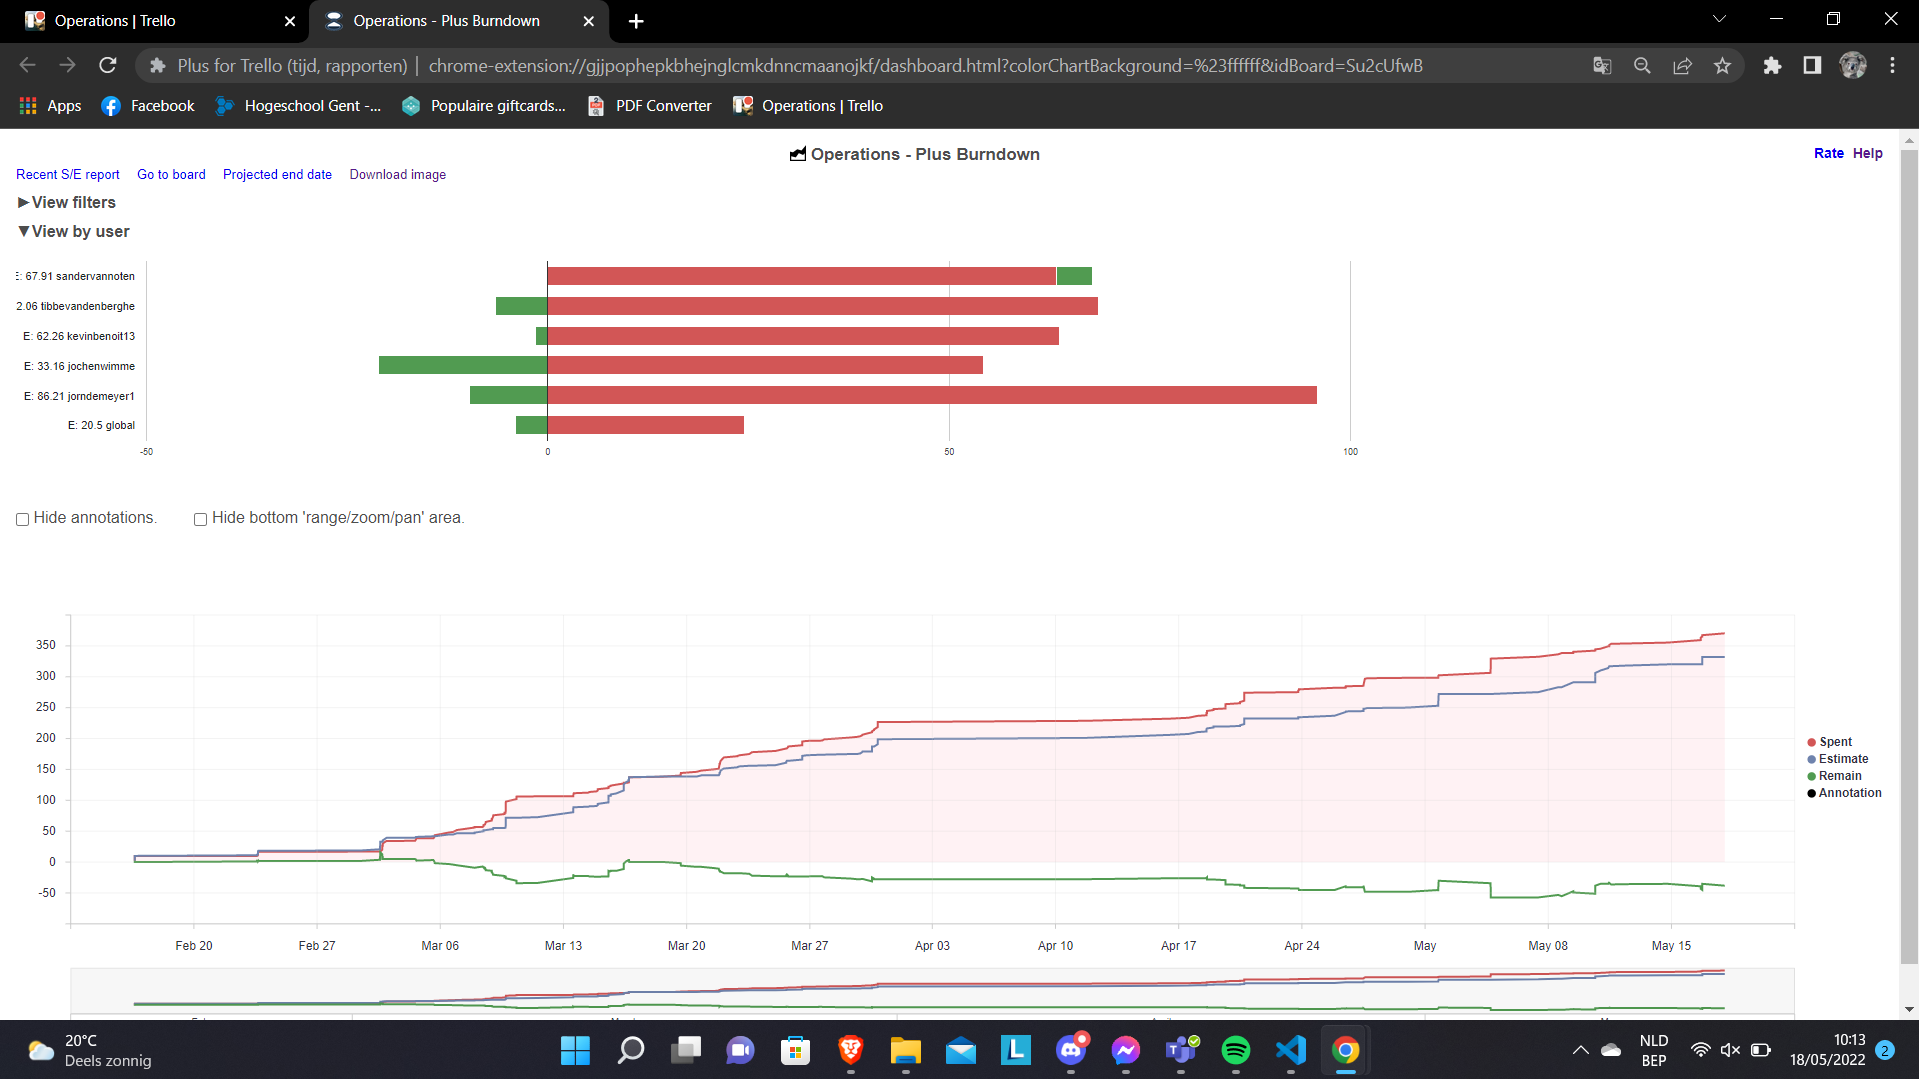 Operations | Trello
Operations - Plus Burndown
Plus for Trello (tijd, rapporten) | chrome-extension://gjjpophepkbhejnglcmkdnncmaanojkf/dashboard.html?colorChartBackground=%23ffffff&idBoard=Su2cUfwB
Apps Facebook Hogeschool Gent -... Populaire giftcards... PDF Converter Operations | Trello
Operations - Plus Burndown
Rate Help
Recent S/E report Go to board Projected end date Download image
▶View filters
▼View by user
E: 67.91 sandervannoten
2.06 tibbevandenberghe
E: 62.26 kevinbenoit13
E: 33.16 jochenwimme
E: 86.21 jorndemeyer1
E: 20.5 global
-50 0 50 100
Hide annotations. Hide bottom 'range/zoom/pan' area.
350
300
250
200
150
100
50
0
-50
Spent
Estimate
Remain
Annotation
Feb 20 Feb 27 Mar 06 Mar 13 Mar 20 Mar 27 Apr 03 Apr 10 Apr 17 Apr 24 May May 08 May 15
20°C
Deels zonnig
NLD
BEP
10:13
18/05/2022
2